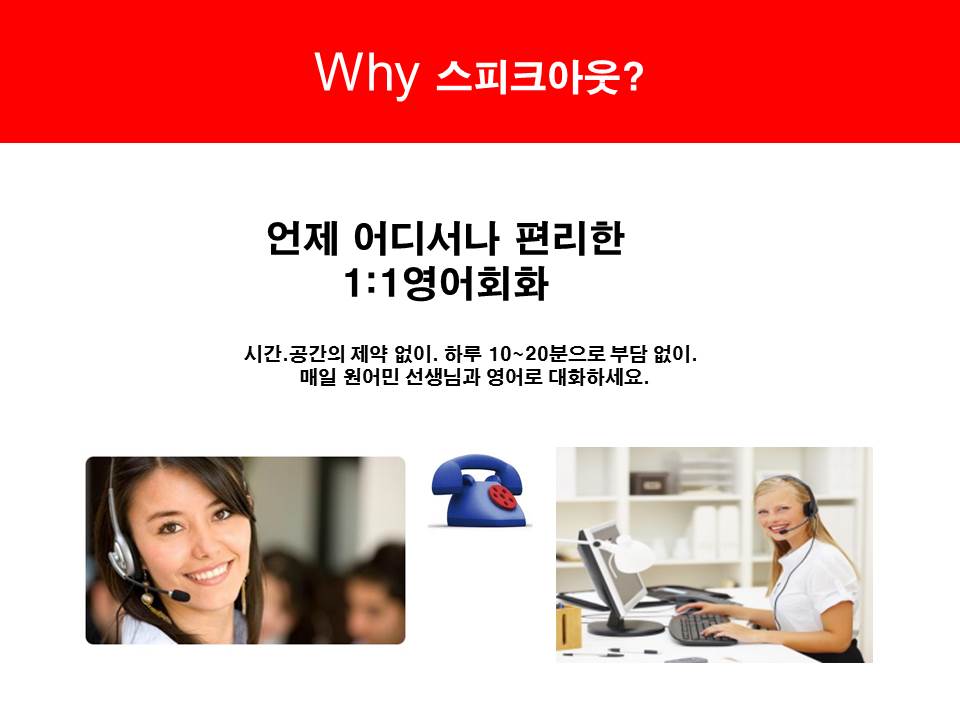 Why 스피크아웃?
언제 어디서나 편리한
1:1영어회화
시간.공간의 제약 없이. 하루 10~20분으로 부담 없이.
매일 원어민 선생님과 영어로 대화하세요.